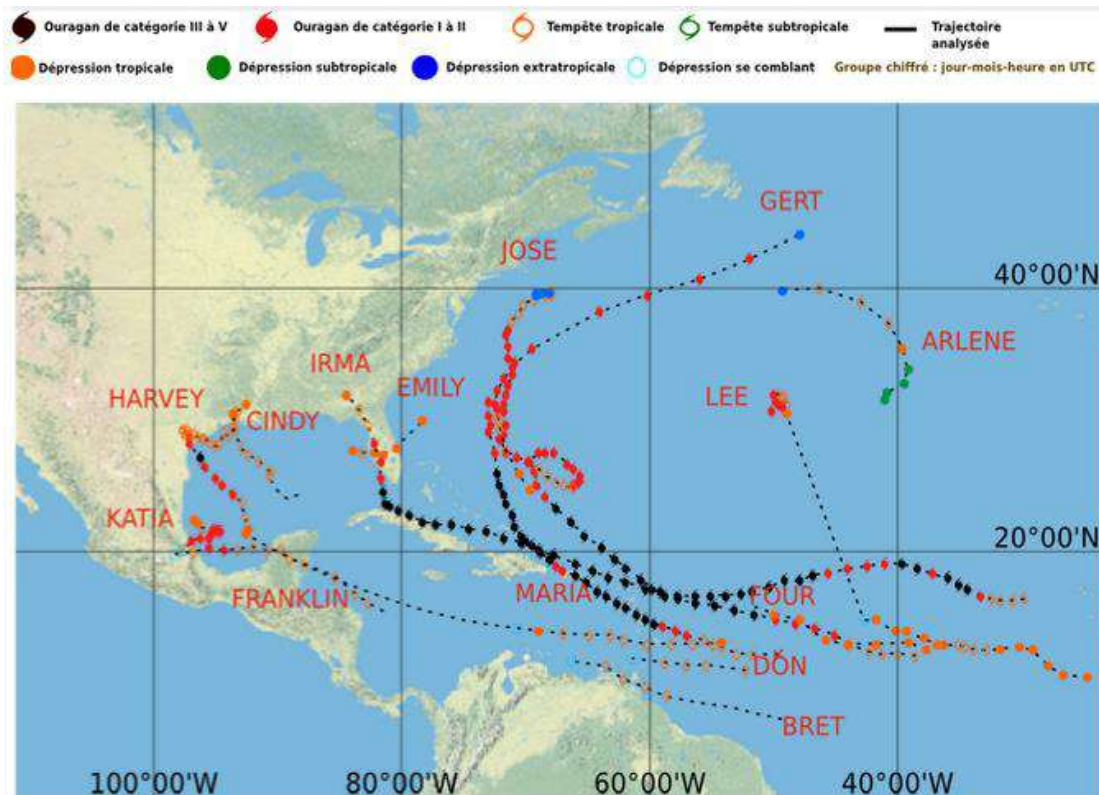 Ouragan de catégorie III à V
Ouragan de catégorie I à II
Tempête tropicale
Tempête subtropicale
Trajectoire
analysée
Dépression tropicale
Dépression subtropicale
Dépression extratropicale
Dépression se comblant
Groupe chiffré : jour-mois-heure en UTC
GERT
JOSE
40°00'N
ARLENE
IRMA
EMILY
HARVEY
LEE
CINDY
KATIA
20°00'N
FRANKLIN
MARIA
FOUR
DON
BRET
100°00'W
80°00'W
60°00'W
40°00'W